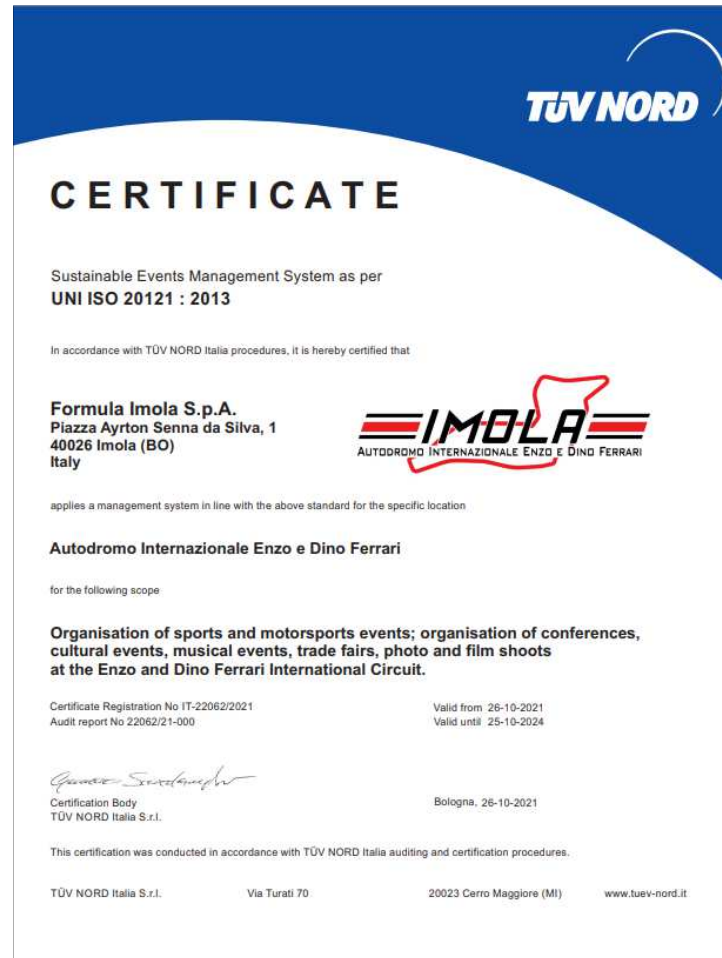 TÜV NORD
CERTIFICATE
Sustainable Events Management System as per
UNI ISO 20121 : 2013
In accordance with TÜV NORD Italia procedures, it is hereby certified that
Formula Imola S.p.A.
Piazza Ayrton Senna da Silva, 1
40026 Imola (BO)
Italy
IMOLA
AUTODROMO INTERNAZIONALE ENZO E DINO FERRARI
applies a management system in line with the above standard for the specific location
Autodromo Internazionale Enzo e Dino Ferrari
for the following scope
Organisation of sports and motorsports events; organisation of conferences,
cultural events, musical events, trade fairs, photo and film shoots
at the Enzo and Dino Ferrari International Circuit.
Certificate Registration No IT-22062/2021
Audit report No 22062/21-000
Valid from 26-10-2021
Valid until 25-10-2024
Certification Body
TÜV NORD Italia S.r.l.
Bologna, 26-10-2021
This certification was conducted in accordance with TÜV NORD Italia auditing and certification procedures.
TÜV NORD Italia S.r.l. Via Turati 70 20023 Cerro Maggiore (MI) www.tuev-nord.it